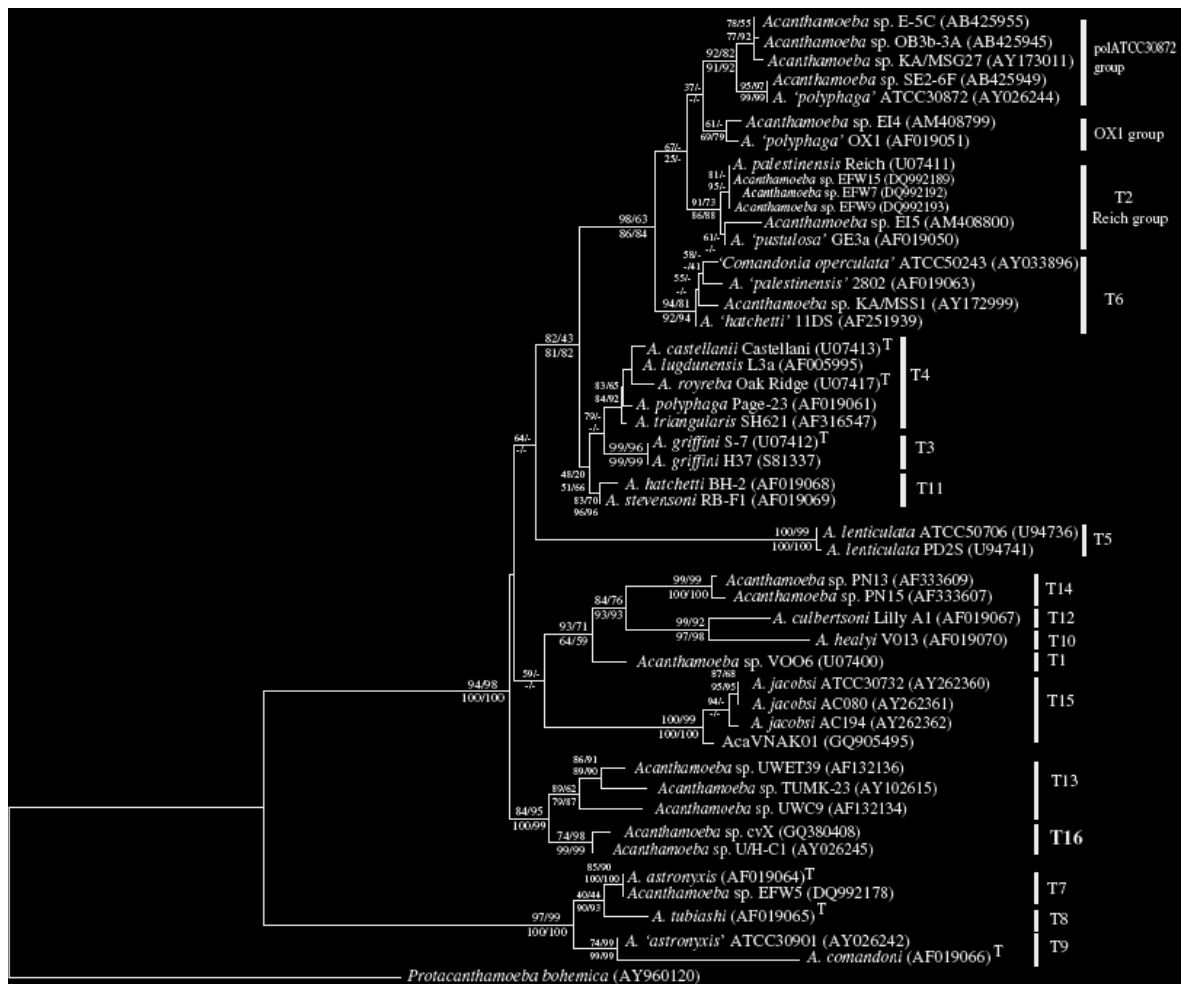 78/55
Acanthamoeba sp. E-5C (AB425955)
77/92
Acanthamoeba sp. OB3b-3A (AB425945)
92/82
91/92
Acanthamoeba sp. KA/MSG27 (AY173011)
polATCC30872
group
Acanthamoeba sp. SE2-6F (AB425949)
95/97
99/99
A. ‘polyphaga’ ATCC30872 (AY026244)
37/-
-/-
Acanthamoeba sp. EI4 (AM408799)
61/-
69/79
A. ‘polyphaga’ OX1 (AF019051)
OX1 group
67/-
25/-
A. palestinensis Reich (U07411)
81/-
95/-
Acanthamoeba sp. EFW15 (DQ992189)
Acanthamoeba sp. EFW7 (DQ992192)
Acanthamoeba sp. EFW9 (DQ992193)
91/73
86/88
T2
Reich group
Acanthamoeba sp. EI5 (AM408800)
61/-
-/-
A. ‘pustulosa’ GE3a (AF019050)
98/63
86/84
58/-
-/41
‘Comandonia operculata’ ATCC50243 (AY033896)
55/-
-/-
A. ‘palestinensis’ 2802 (AF019063)
94/81
92/94
Acanthamoeba sp. KA/MSS1 (AY172999)
A. ‘hatchetti’ 11DS (AF251939)
T6
82/43
81/82
A. castellanii Castellani (U07413)T
A. lugdunensis L3a (AF005995)
A. royreba Oak Ridge (U07417)T
83/65
84/92
A. polyphaga Page-23 (AF019061)
A. triangularis SH621 (AF316547)
T4
79/-
-/-
A. griffini S-7 (U07412)T
99/96
99/99
A. griffini H37 (S81337)
T3
64/-
-/-
48/20
51/66
A. hatchetti BH-2 (AF019068)
83/70
96/96
A. stevensoni RB-F1 (AF019069)
T11
100/99
100/100
A. lenticulata ATCC50706 (U94736)
A. lenticulata PD2S (U94741)
T5
99/99
100/100
Acanthamoeba sp. PN13 (AF333609)
Acanthamoeba sp. PN15 (AF333607)
T14
84/76
93/93
99/92
97/98
A. culbertsoni Lilly A1 (AF019067)
T12
A. healyi V013 (AF019070)
T10
93/71
64/59
Acanthamoeba sp. VOO6 (U07400)
T1
59/-
-/-
94/98
100/100
87/68
95/95
A. jacobsi ATCC30732 (AY262360)
94/-
-/-
A. jacobsi AC080 (AY262361)
A. jacobsi AC194 (AY262362)
100/99
100/100
AcaVNAK01 (GQ905495)
T15
86/91
89/90
Acanthamoeba sp. UWET39 (AF132136)
89/62
79/87
Acanthamoeba sp. TUMK-23 (AY102615)
Acanthamoeba sp. UWC9 (AF132134)
T13
84/95
100/99
74/98
99/99
Acanthamoeba sp. cvX (GQ380408)
Acanthamoeba sp. U/H-C1 (AY026245)
T16
85/90
100/100
A. astronyxis (AF019064)T
Acanthamoeba sp. EFW5 (DQ992178)
T7
40/44
90/93
A. tubiashi (AF019065)T
T8
97/99
100/100
74/99
99/99
A. ‘astronyxis’ ATCC30901 (AY026242)
A. comandoni (AF019066)T
T9
Protacanthamoeba bohemica (AY960120)